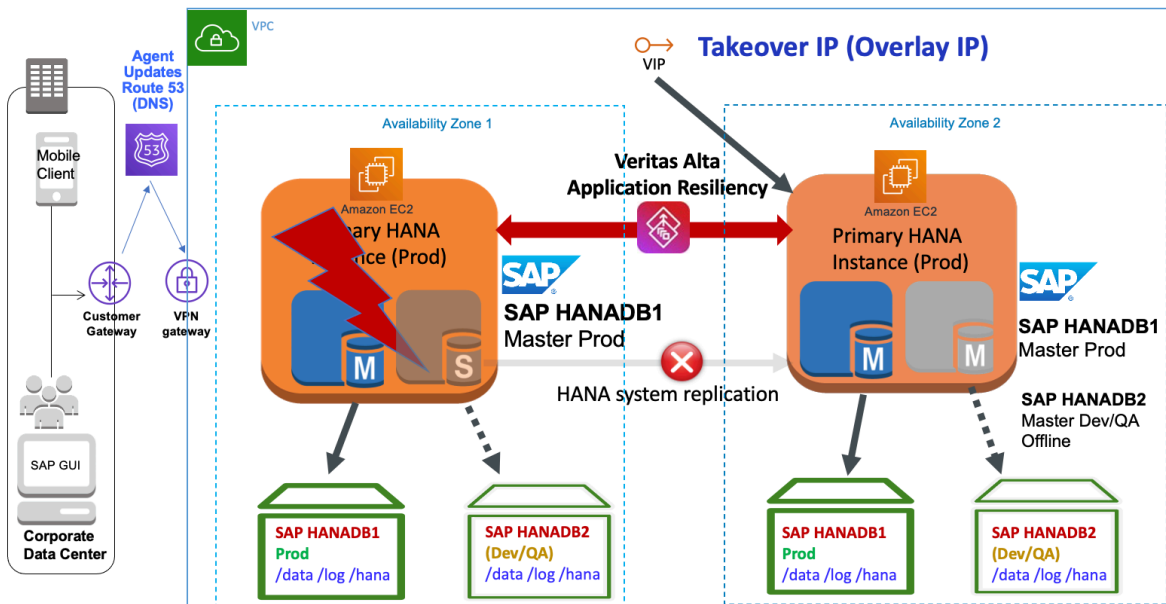 VPC
Takeover IP (Overlay IP)
VIP
Agent
Updates
Route 53
(DNS)
53
Mobile
Client
Customer
Gateway
VPN
gateway
SAP GUI
Corporate
Data Center
Availability Zone 1
Amazon EC2
HANA
(Prod)
M
S
SAP
SAP HANADB1
Master Prod
Veritas Alta
Application Resiliency
HANA system replication
Availability Zone 2
Amazon EC2
Primary HANA
Instance (Prod)
M
M
SAP
SAP HANADB1
Master Prod
SAP HANADB2
Master Dev/QA
Offline
SAP HANADB1
Prod
/data /log /hana
SAP HANADB2
(Dev/QA)
/data /log /hana
SAP HANADB1
Prod
/data /log /hana
SAP HANADB2
(Dev/QA)
/data /log /hana